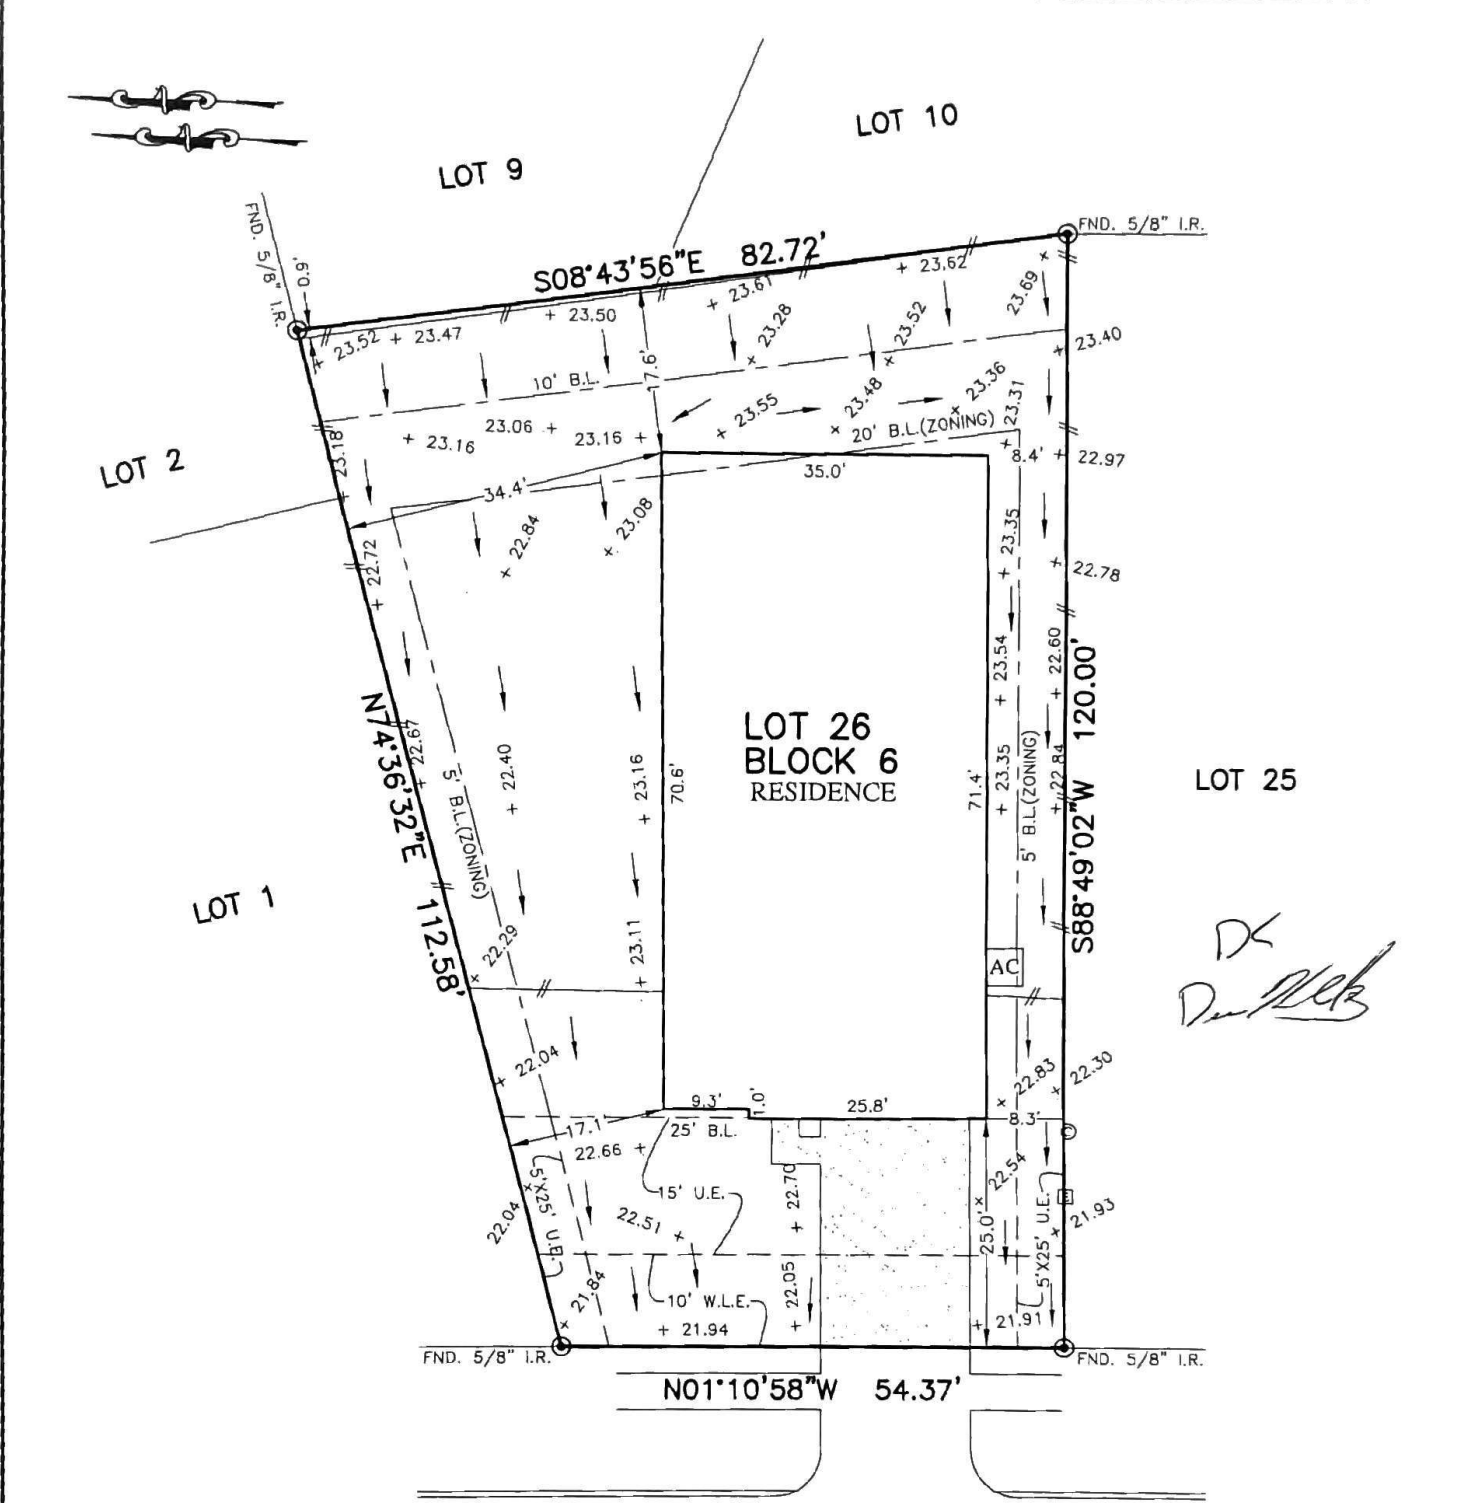 LOT 10
LOT 9
FND. 5/8" I.R.
FND. 5/8" I.R.
0.9'
S08°43'56"E 82.72'
23.62
23.69
23.61
23.28
23.52
23.50
23.52
23.47
23.40
17.6'
10' B.L.
23.36
23.31
23.55
23.48
20' B.L.(ZONING)
23.06
23.16
23.16
23.18
8.4'
22.97
LOT 2
35.0'
34.4'
23.08
22.84
23.35
22.72
22.78
23.54
22.60
120.00'
LOT 26
BLOCK 6
RESIDENCE
N74°36'32"E 112.58'
22.67
5' B.L.(ZONING)
22.40
23.16
70.6'
71.4'
23.35
5' B.L.(ZONING)
22.84
S88°49'02"W
LOT 25
LOT 1
22.29
23.11
AC
22.04
22.83
22.30
9.3'
1.0'
25.8'
8.3'
17.1'
25' B.L.
22.66
22.54
5'X25' U.E.
15' U.E.
22.70
22.04
22.51
25.0'
5'X25' U.E.
E
21.93
21.84
10' W.L.E.
22.05
21.94
21.91
FND. 5/8" I.R.
FND. 5/8" I.R.
N01°10'58"W 54.37'